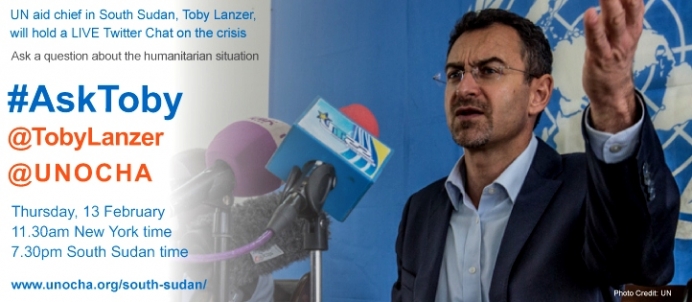 UN aid chief in South Sudan, Toby Lanzer,
will hold a LIVE Twitter Chat on the crisis
Ask a question about the humanitarian situation
#AskToby
@TobyLanzer
@UNOCHA
Thursday, 13 February
11.30am New York time
7.30pm South Sudan time
www.unocha.org/south-sudan/
Photo Credit: UN